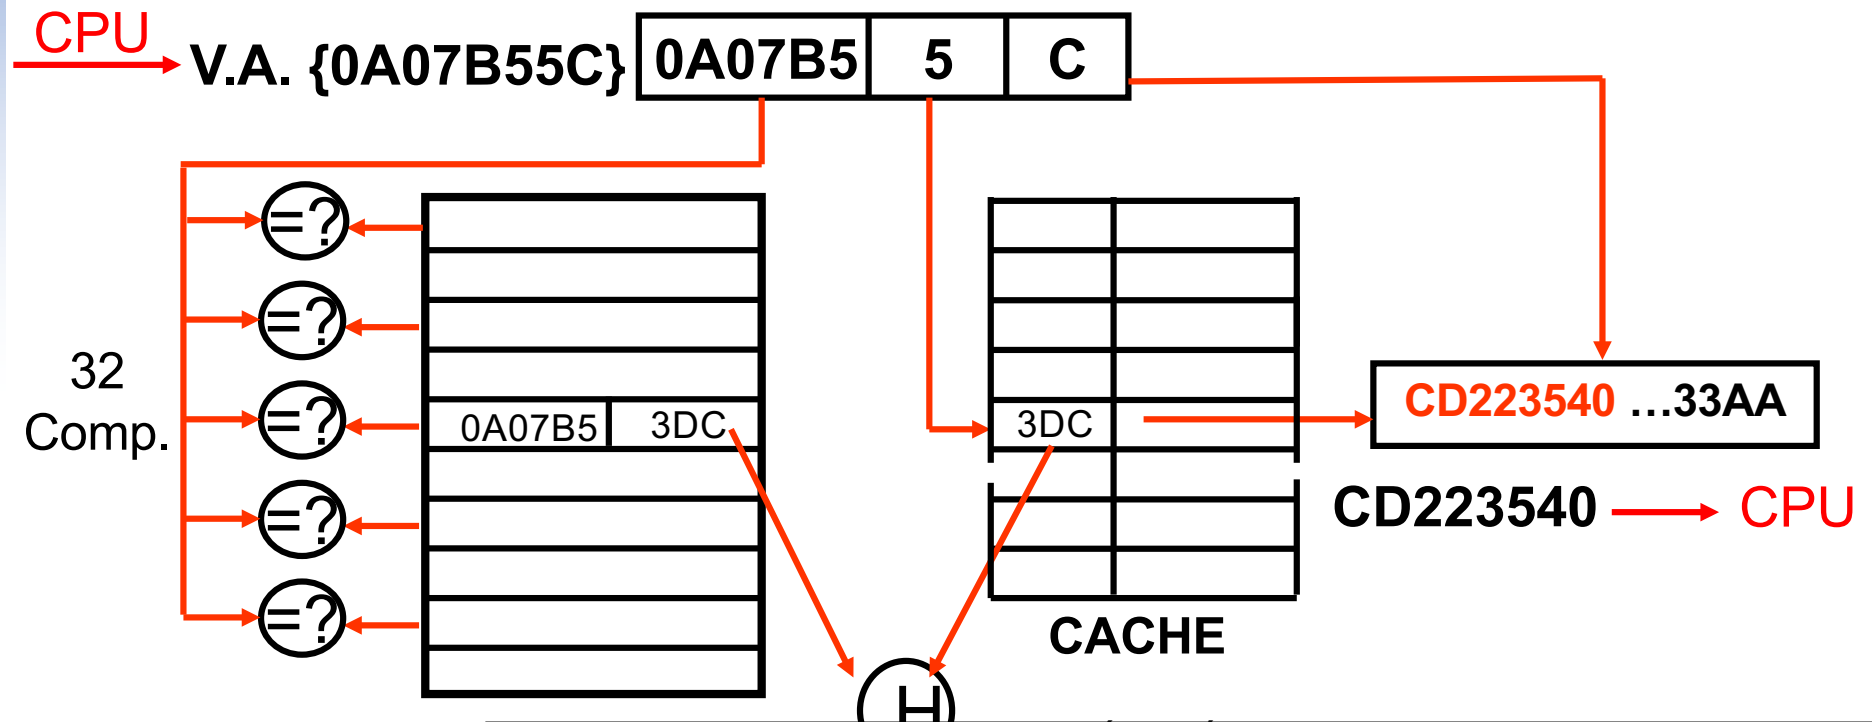 CPU
V.A. {0A07B55C} 0A07B5 5 C
=?
=?
32
Comp.
=?
=?
=?
0A07B5 3DC
3DC
CD223540 ...33AA
CD223540 CPU
CACHE
H